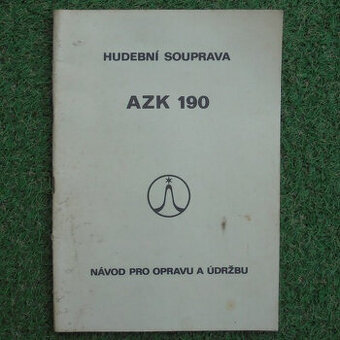 HUDEBNÍ SOUPRAVA
AZK 190
NÁVOD PRO OPRAVU A ÚDRŽBU